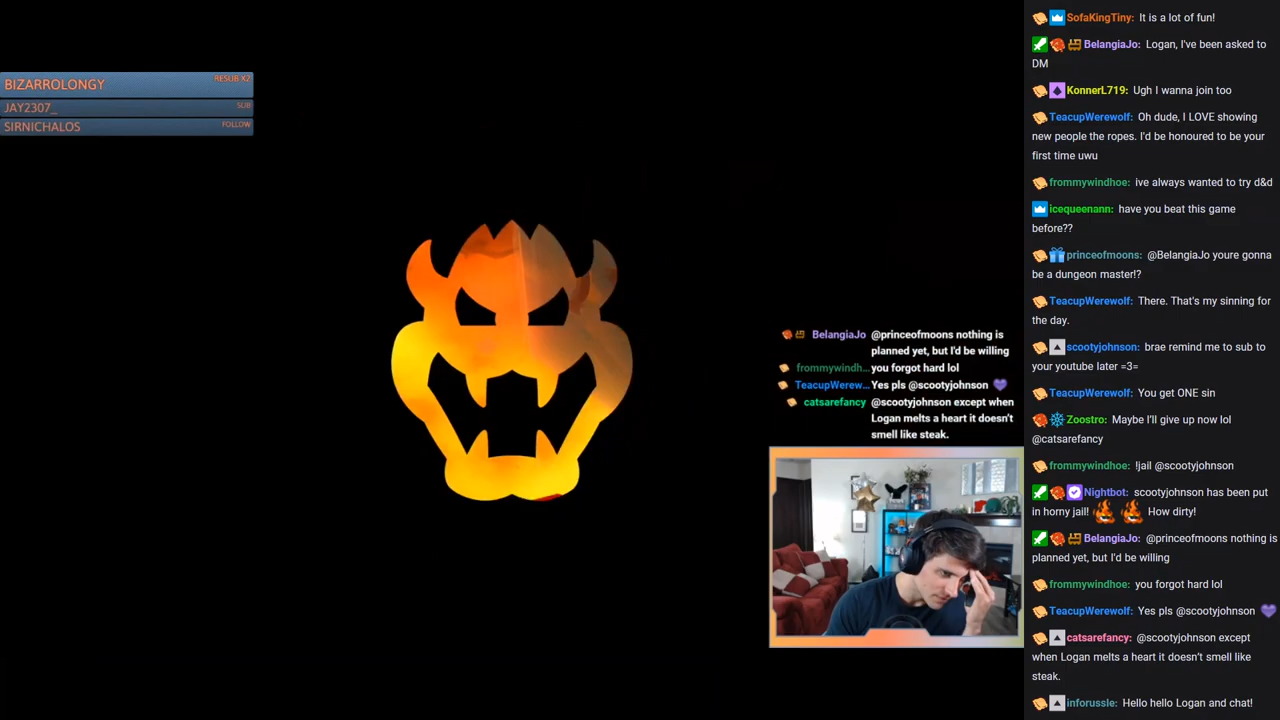 BIZARROLONGY RESUB X2
JAY2307_ SUB
SIRNICHALOS FOLLOW
BelangiaJo @princeofmoons nothing is
planned yet, but I'd be willing
frommywindh... you forgot hard lol
TeacupWerew... Yes pls @scootyjohnson
catsarefancy @scootyjohnson except when
Logan melts a heart it doesn't
smell like steak.
SofaKingTiny: It is a lot of fun!
BelangiaJo: Logan, I've been asked to
DM
KonnerL719: Ugh I wanna join too
TeacupWerewolf: Oh dude, I LOVE showing
new people the ropes. I'd be honoured to be your
first time uwu
frommywindhoe: ive always wanted to try d&d
icequeenann: have you beat this game
before??
princeofmoons: @BelangiaJo youre gonna
be a dungeon master!?
TeacupWerewolf: There. That's my sinning for
the day.
scootyjohnson: brae remind me to sub to
your youtube later =3=
TeacupWerewolf: You get ONE sin
Zoostro: Maybe I'll give up now lol
@catsarefancy
frommywindhoe: !jail @scootyjohnson
Nightbot: scootyjohnson has been put
in horny jail! How dirty!
BelangiaJo: @princeofmoons nothing is
planned yet, but I'd be willing
frommywindhoe: you forgot hard lol
TeacupWerewolf: Yes pls @scootyjohnson
catsarefancy: @scootyjohnson except
when Logan melts a heart it doesn't smell like
steak.
inforussle: Hello hello Logan and chat!